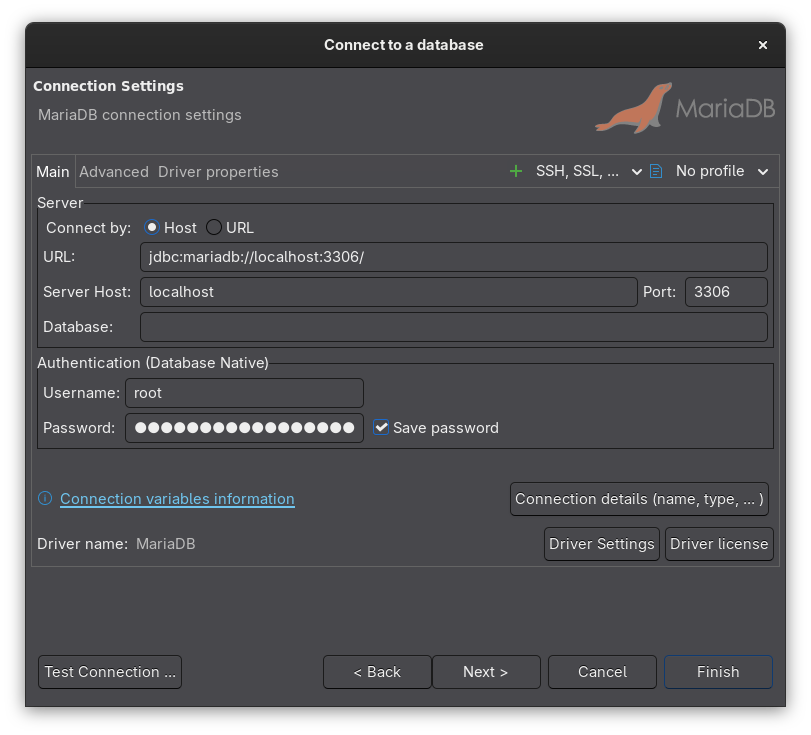 Connect to a database
Connection Settings
MariaDB connection settings
MariaDB
Main Advanced Driver properties SSH, SSL, ... No profile
Server
Connect by: Host URL
URL: jdbc:mariadb://localhost:3306/
Server Host: localhost Port: 3306
Database:
Authentication (Database Native)
Username: root
Password: ●●●●●●●●●●●●●●●●● Save password
Connection variables information Connection details (name, type, ... )
Driver name: MariaDB Driver Settings Driver license
Test Connection ... < Back Next > Cancel Finish